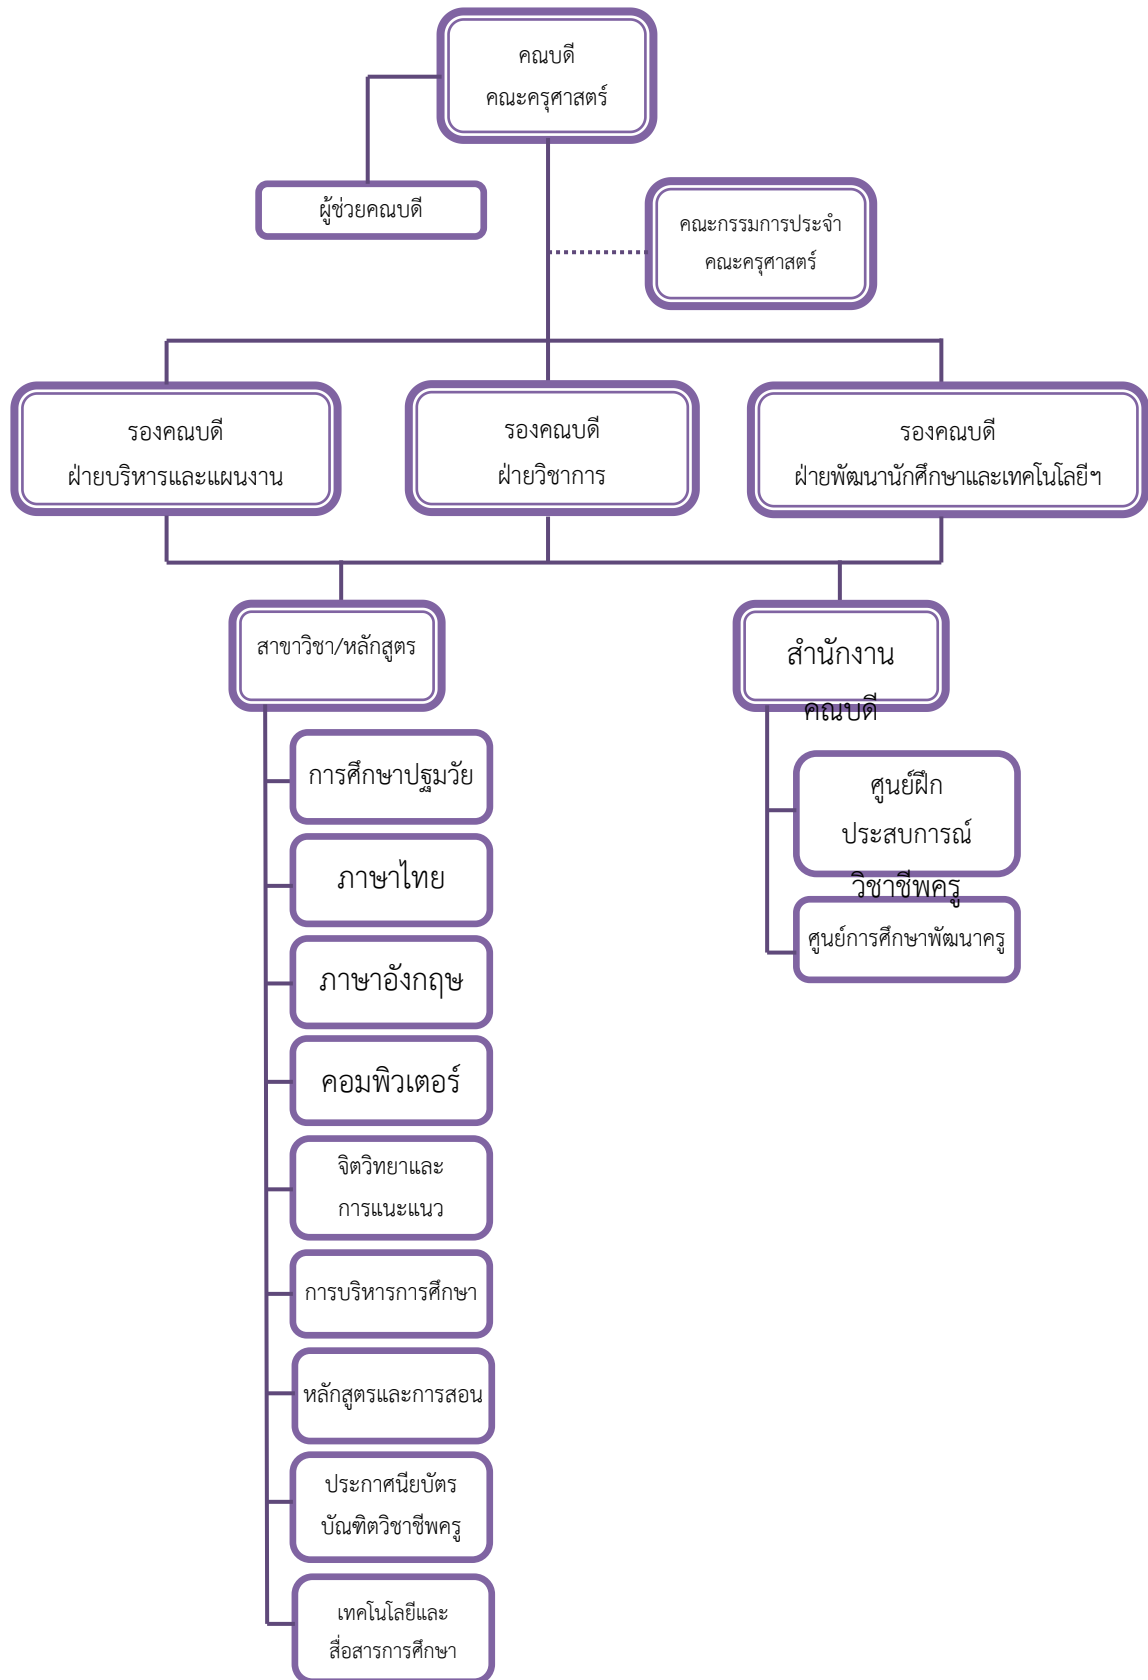 คณบดี
คณะครุศาสตร์
ผู้ช่วยคณบดี
คณะกรรมการประจำ
คณะครุศาสตร์
รองคณบดี
ฝ่ายบริหารและแผนงาน
รองคณบดี
ฝ่ายวิชาการ
รองคณบดี
ฝ่ายพัฒนานักศึกษาและเทคโนโลยีฯ
สาขาวิชา/หลักสูตร
การศึกษาปฐมวัย
ภาษาไทย
ภาษาอังกฤษ
คอมพิวเตอร์
จิตวิทยาและ
การแนะแนว
การบริหารการศึกษา
หลักสูตรและการสอน
ประกาศนียบัตร
บัณฑิตวิชาชีพครู
เทคโนโลยีและ
สื่อสารการศึกษา
สำนักงาน
คณบดี
ศูนย์ฝึก
ประสบการณ์
วิชาชีพครู
ศูนย์การศึกษาพัฒนาครู